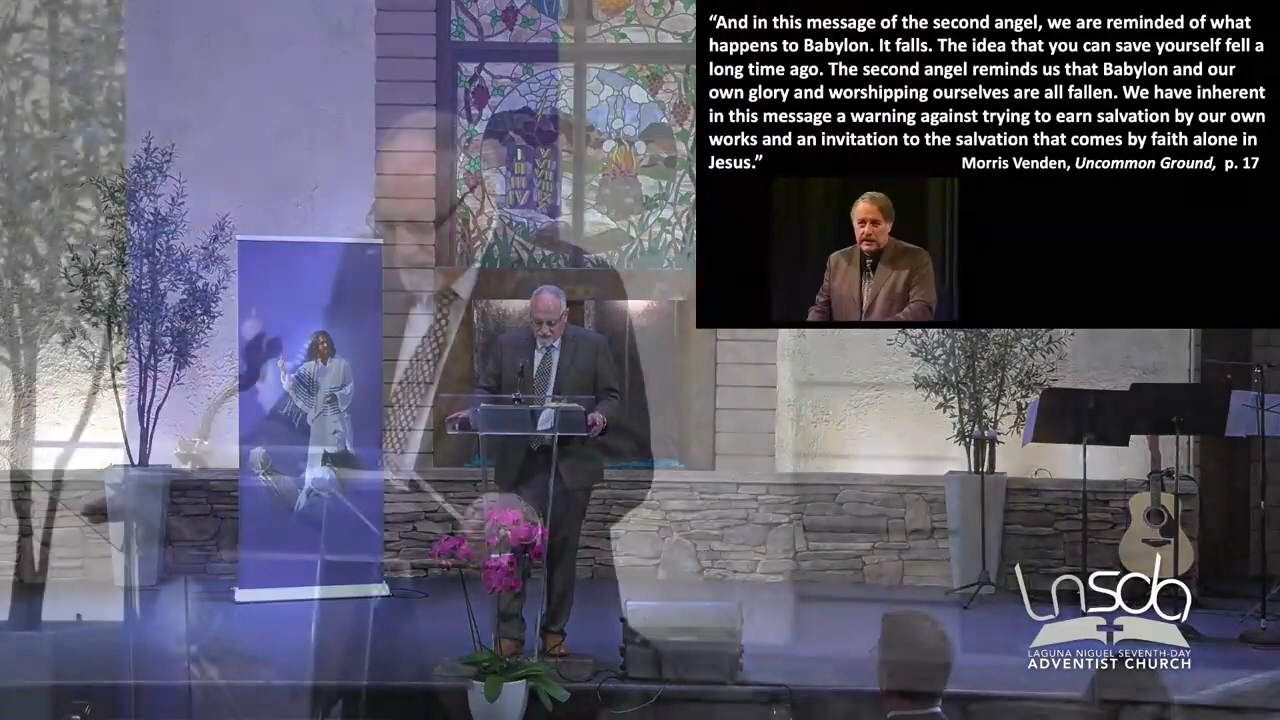 “And in this message of the second angel, we are reminded of what
happens to Babylon. It falls. The idea that you can save yourself fell a
long time ago. The second angel reminds us that Babylon and our
own glory and worshipping ourselves are all fallen. We have inherent
in this message a warning against trying to earn salvation by our own
works and an invitation to the salvation that comes by faith alone in
Jesus.” Morris Venden, Uncommon Ground, p. 17
LNSDA
LAGUNA NIGUEL SEVENTH-DAY
ADVENTIST CHURCH